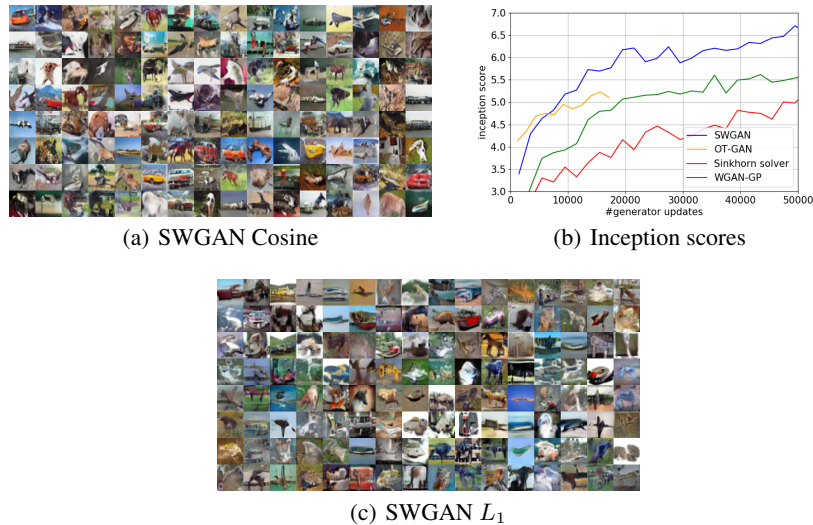 (a) SWGAN Cosine
7.0
6.5
6.0
5.5
5.0
4.5
4.0
3.5
3.0
inception score
0
10000
20000
30000
40000
50000
#generator updates
SWGAN
OT-GAN
Sinkhorn solver
WGAN-GP
(b) Inception scores
(c) SWGAN L₁